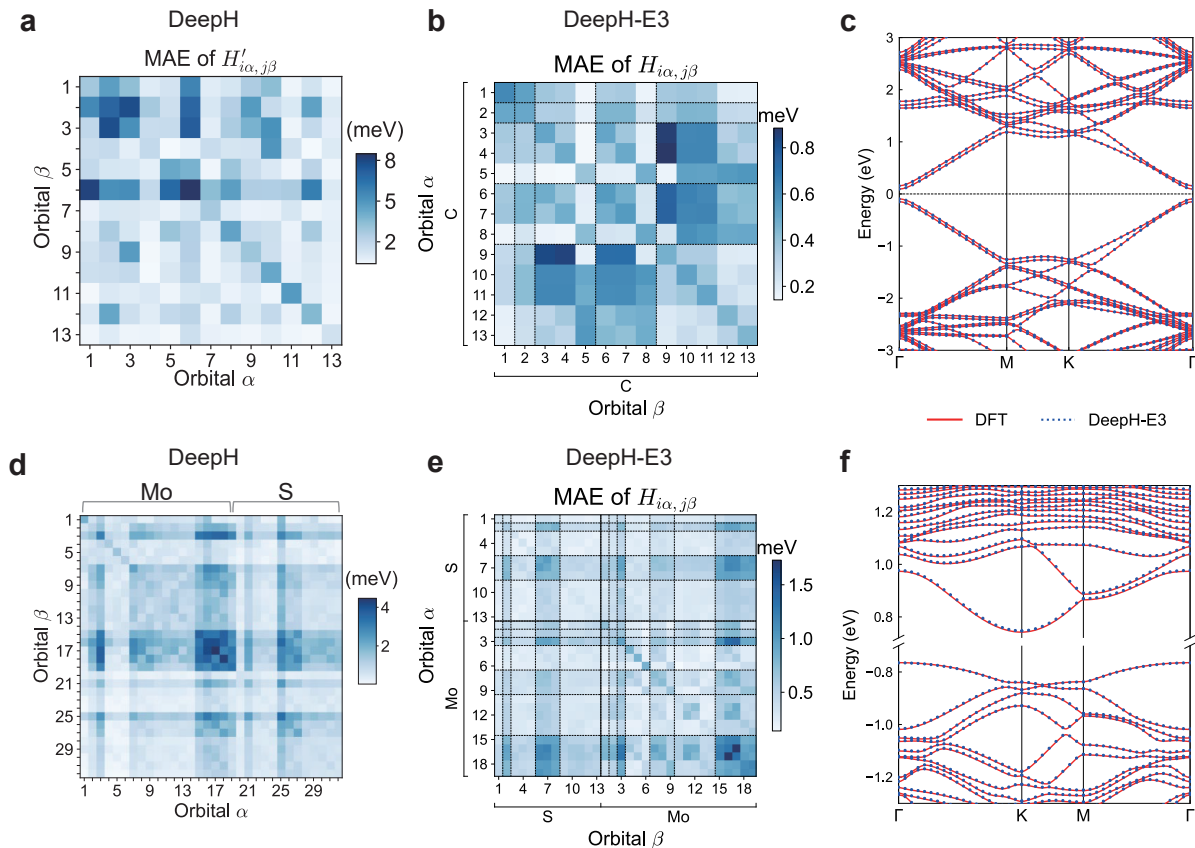 a
DeepH
MAE of H′iα, jβ
1
3
5
7
9
11
13
Orbital β
1 3 5 7 9 11 13
Orbital α
(meV)
8
5
2
b
DeepH-E3
MAE of Hiα, jβ
1
2
3
4
5
6
7
8
9
10
11
12
13
C
Orbital α
1 2 3 4 5 6 7 8 9 10 11 12 13
C
Orbital β
meV
0.8
0.6
0.4
0.2
c
3
2
1
0
−1
−2
−3
Energy (eV)
Γ M K Γ
DFT DeepH-E3
d
DeepH
Mo S
1
5
9
13
17
21
25
29
Orbital β
1 5 9 13 17 21 25 29
Orbital α
(meV)
4
2
e
DeepH-E3
MAE of Hiα, jβ
1
4
7
10
13
3
6
9
12
15
18
S
Mo
Orbital α
1 4 7 10 13 3 6 9 12 15 18
S Mo
Orbital β
meV
1.5
1.0
0.5
f
1.2
1.0
0.8
−0.8
−1.0
−1.2
Energy (eV)
Γ K M Γ